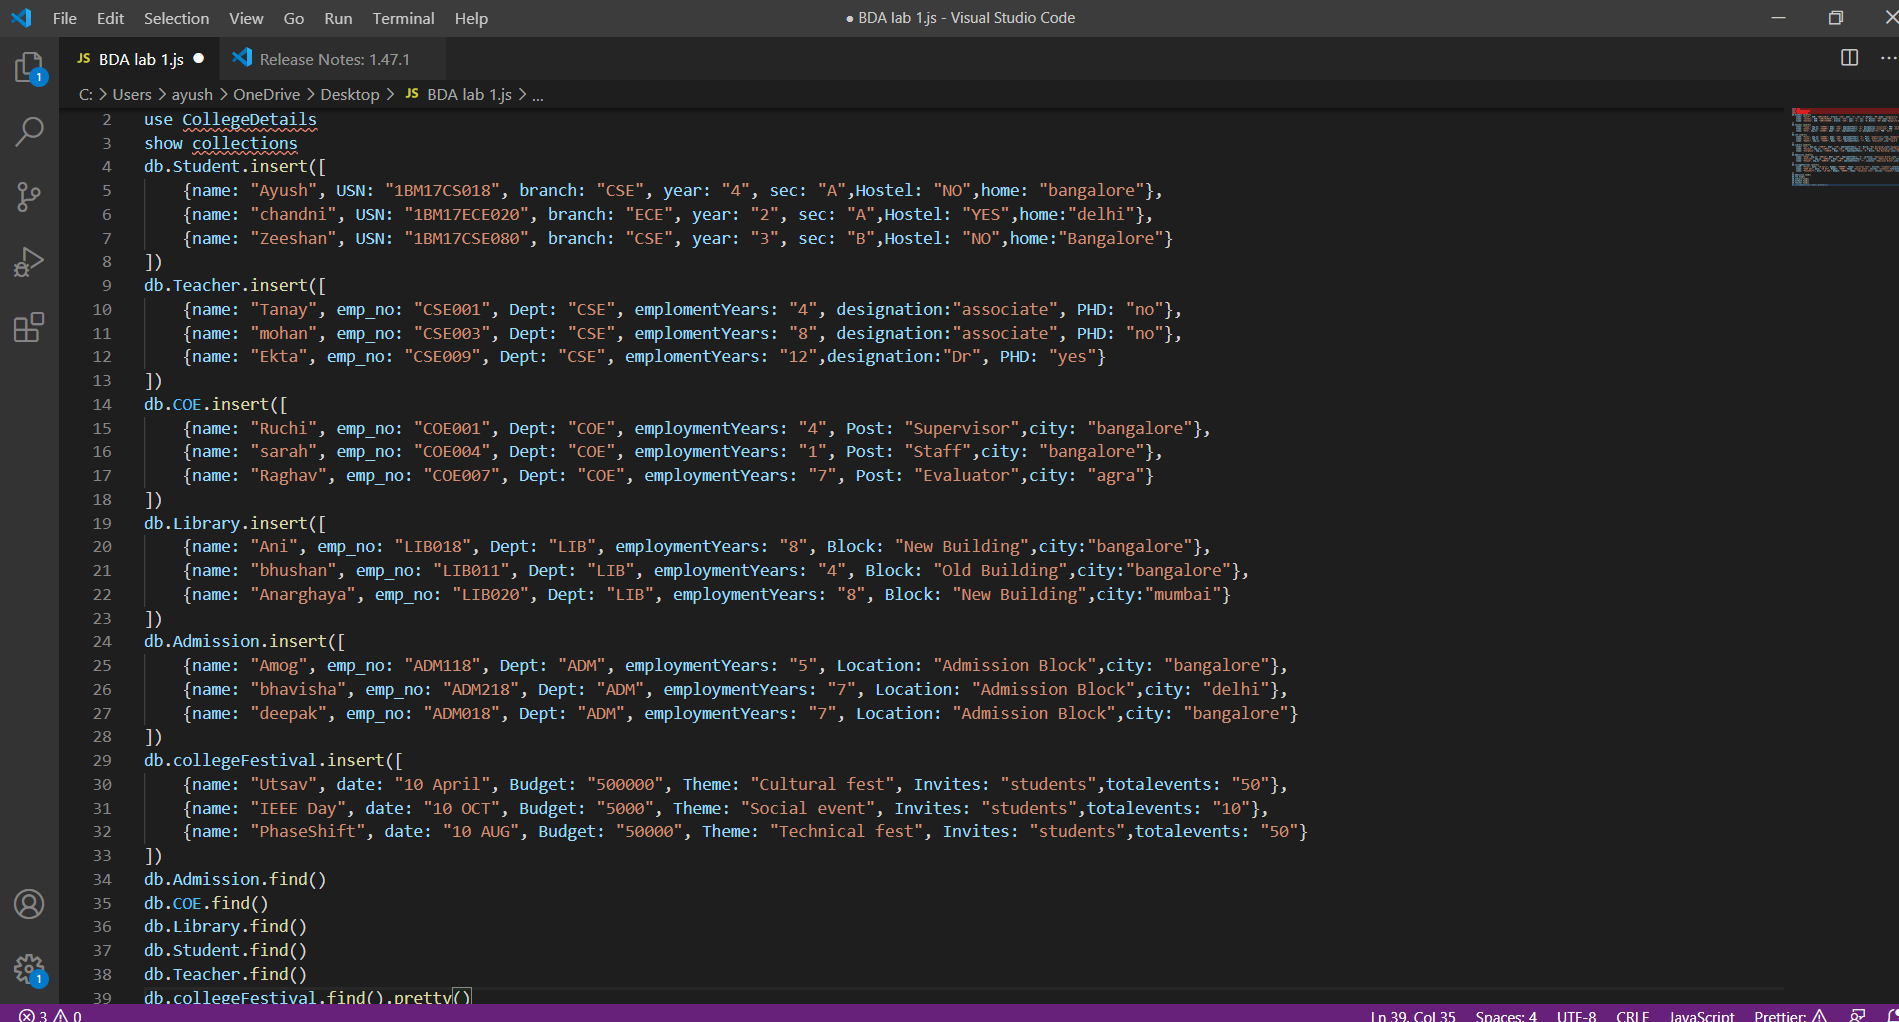 File Edit Selection View Go Run Terminal Help
● BDA lab 1.js - Visual Studio Code
JS BDA lab 1.js ●
Release Notes: 1.47.1
C: > Users > ayush > OneDrive > Desktop > JS BDA lab 1.js > ...
2 use CollegeDetails
3 show collections
4 db.Student.insert([
5 {name: "Ayush", USN: "1BM17CS018", branch: "CSE", year: "4", sec: "A",Hostel: "NO",home: "bangalore"},
6 {name: "chandni", USN: "1BM17ECE020", branch: "ECE", year: "2", sec: "A",Hostel: "YES",home:"delhi"},
7 {name: "Zeeshan", USN: "1BM17CSE080", branch: "CSE", year: "3", sec: "B",Hostel: "NO",home:"Bangalore"}
8 ])
9 db.Teacher.insert([
10 {name: "Tanay", emp_no: "CSE001", Dept: "CSE", emplomentYears: "4", designation:"associate", PHD: "no"},
11 {name: "mohan", emp_no: "CSE003", Dept: "CSE", emplomentYears: "8", designation:"associate", PHD: "no"},
12 {name: "Ekta", emp_no: "CSE009", Dept: "CSE", emplomentYears: "12",designation:"Dr", PHD: "yes"}
13 ])
14 db.COE.insert([
15 {name: "Ruchi", emp_no: "COE001", Dept: "COE", employmentYears: "4", Post: "Supervisor",city: "bangalore"},
16 {name: "sarah", emp_no: "COE004", Dept: "COE", employmentYears: "1", Post: "Staff",city: "bangalore"},
17 {name: "Raghav", emp_no: "COE007", Dept: "COE", employmentYears: "7", Post: "Evaluator",city: "agra"}
18 ])
19 db.Library.insert([
20 {name: "Ani", emp_no: "LIB018", Dept: "LIB", employmentYears: "8", Block: "New Building",city:"bangalore"},
21 {name: "bhushan", emp_no: "LIB011", Dept: "LIB", employmentYears: "4", Block: "Old Building",city:"bangalore"},
22 {name: "Anarghaya", emp_no: "LIB020", Dept: "LIB", employmentYears: "8", Block: "New Building",city:"mumbai"}
23 ])
24 db.Admission.insert([
25 {name: "Amog", emp_no: "ADM118", Dept: "ADM", employmentYears: "5", Location: "Admission Block",city: "bangalore"},
26 {name: "bhavisha", emp_no: "ADM218", Dept: "ADM", employmentYears: "7", Location: "Admission Block",city: "delhi"},
27 {name: "deepak", emp_no: "ADM018", Dept: "ADM", employmentYears: "7", Location: "Admission Block",city: "bangalore"}
28 ])
29 db.collegeFestival.insert([
30 {name: "Utsav", date: "10 April", Budget: "500000", Theme: "Cultural fest", Invites: "students",totalevents: "50"},
31 {name: "IEEE Day", date: "10 OCT", Budget: "5000", Theme: "Social event", Invites: "students",totalevents: "10"},
32 {name: "PhaseShift", date: "10 AUG", Budget: "50000", Theme: "Technical fest", Invites: "students",totalevents: "50"}
33 ])
34 db.Admission.find()
35 db.COE.find()
36 db.Library.find()
37 db.Student.find()
38 db.Teacher.find()
39 db.collegeFestival.find().pretty()
1
1
3 0
Ln 39, Col 35 Spaces: 4 UTF-8 CRLF JavaScript Prettier: